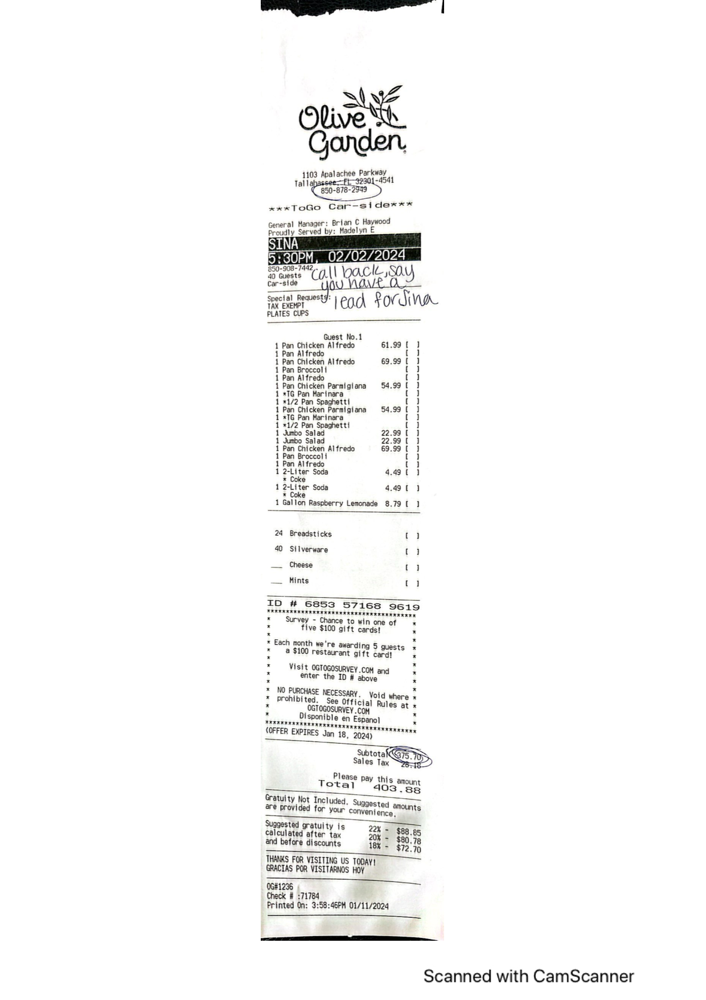 Olive
Garden
1103 Apalachee Parkway
Tallahassee, FL 32301-4541
850-878-2949
***ToGo Car-side***
General Manager: Brian C Haywood
Proudly Served by: Madelyn E
SINA
5:30PM, 02/02/2024
850-908-7442
40 Guests
Car-side
call back, say
you have a
lead for Sina
Special Requests:
TAX EXEMPT
PLATES CUPS
Guest No.1
1 Pan Chicken Alfredo 61.99 [ ]
1 Pan Alfredo [ ]
1 Pan Chicken Alfredo 69.99 [ ]
1 Pan Broccoli [ ]
1 Pan Alfredo [ ]
1 Pan Chicken Parmigiana 54.99 [ ]
1 *TG Pan Marinara [ ]
1 *1/2 Pan Spaghetti [ ]
1 Pan Chicken Parmigiana 54.99 [ ]
1 *TG Pan Marinara [ ]
1 *1/2 Pan Spaghetti [ ]
1 Jumbo Salad 22.99 [ ]
1 Jumbo Salad 22.99 [ ]
1 Pan Chicken Alfredo 69.99 [ ]
1 Pan Broccoli [ ]
1 Pan Alfredo [ ]
1 2-Liter Soda 4.49 [ ]
* Coke
1 2-Liter Soda 4.49 [ ]
* Coke
1 Gallon Raspberry Lemonade 8.79 [ ]
24 Breadsticks [ ]
40 Silverware [ ]
__ Cheese [ ]
__ Mints [ ]
ID # 6853 57168 9619
Survey - Chance to win one of
five $100 gift cards!
Each month we're awarding 5 guests
a $100 restaurant gift card!
Visit OGTOGOSURVEY.COM and
enter the ID # above
NO PURCHASE NECESSARY. Void where
prohibited. See Official Rules at
OGTOGOSURVEY.COM
Disponible en Espanol
(OFFER EXPIRES Jan 18, 2024)
Subtotal 375.70
Sales Tax 28.18
Please pay this amount
Total 403.88
Gratuity Not Included. Suggested amounts
are provided for your convenience.
Suggested gratuity is 22% - $88.85
calculated after tax 20% - $80.78
and before discounts 18% - $72.70
THANKS FOR VISITING US TODAY!
GRACIAS POR VISITARNOS HOY
OG#1236
Check # :71784
Printed On: 3:58:46PM 01/11/2024
Scanned with CamScanner